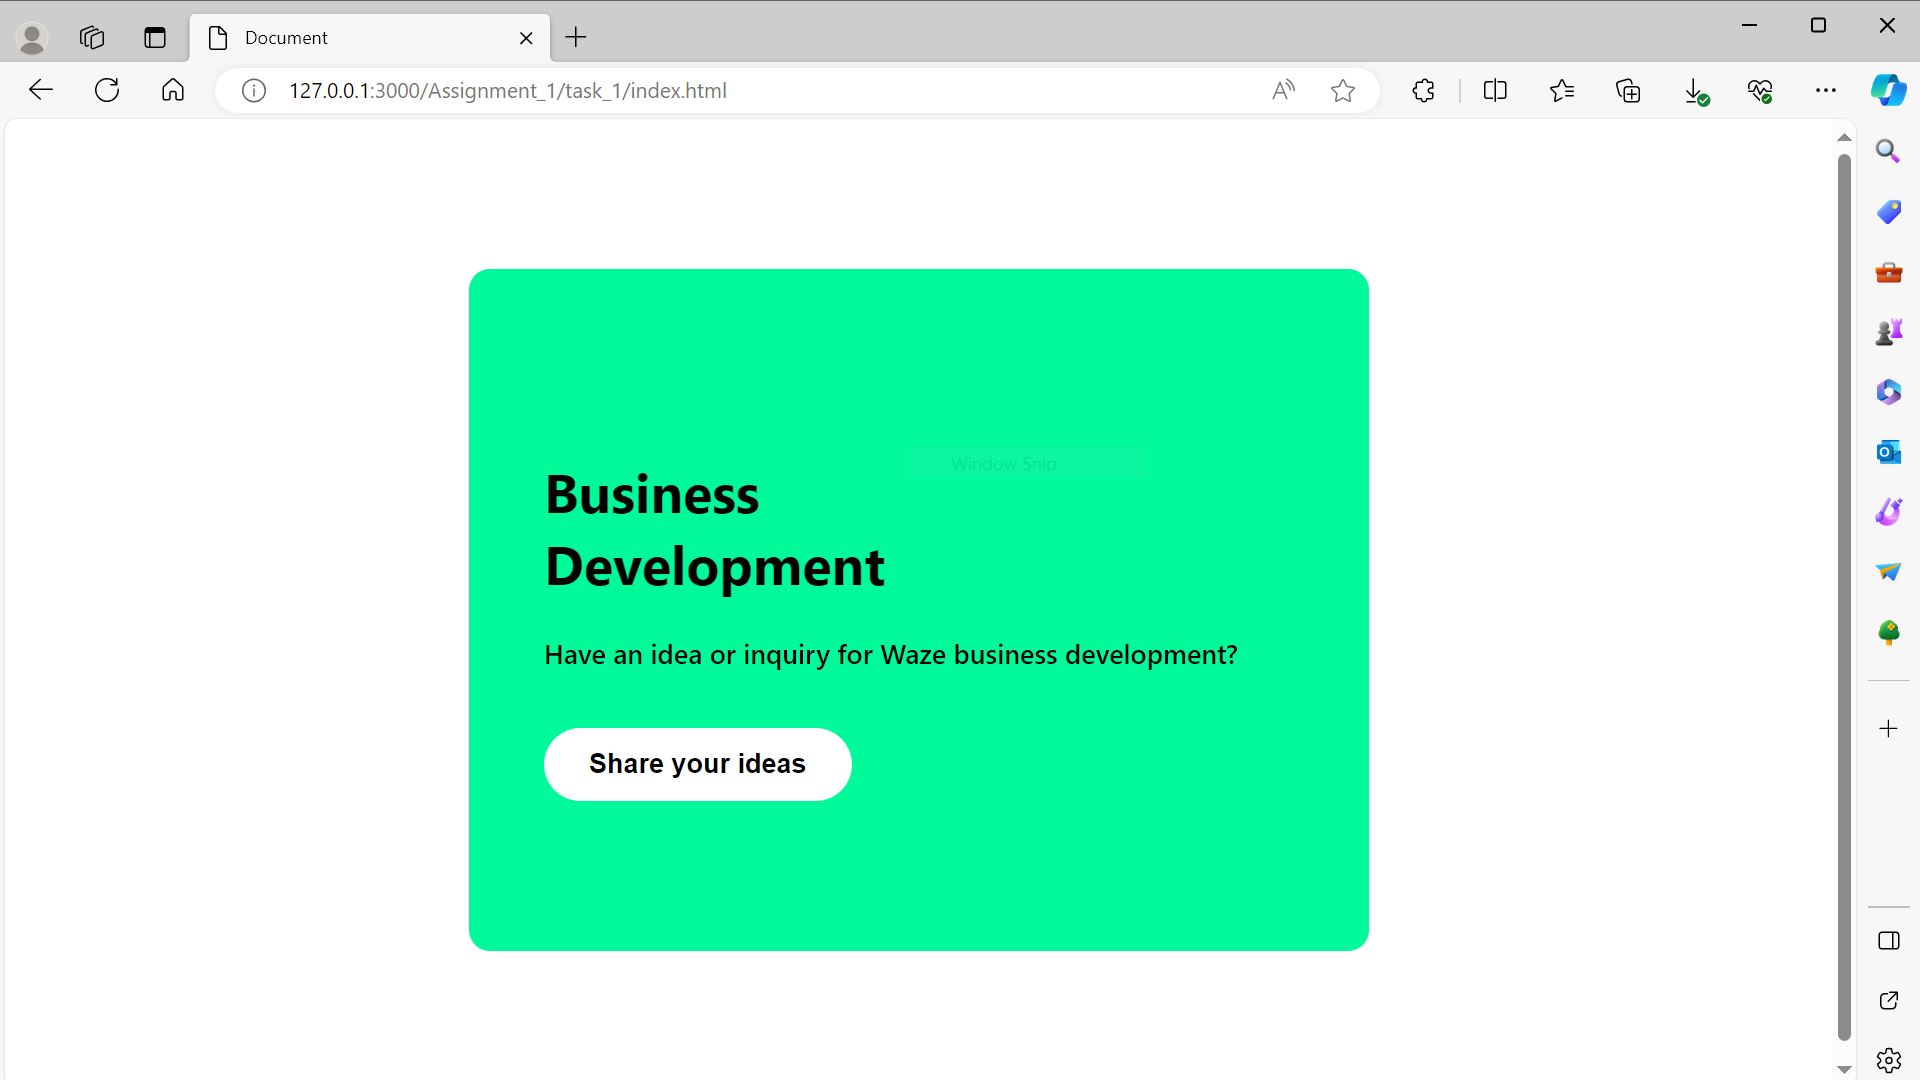 Document
127.0.0.1:3000/Assignment_1/task_1/index.html
Window Snip
Business
Development
Have an idea or inquiry for Waze business development?
Share your ideas